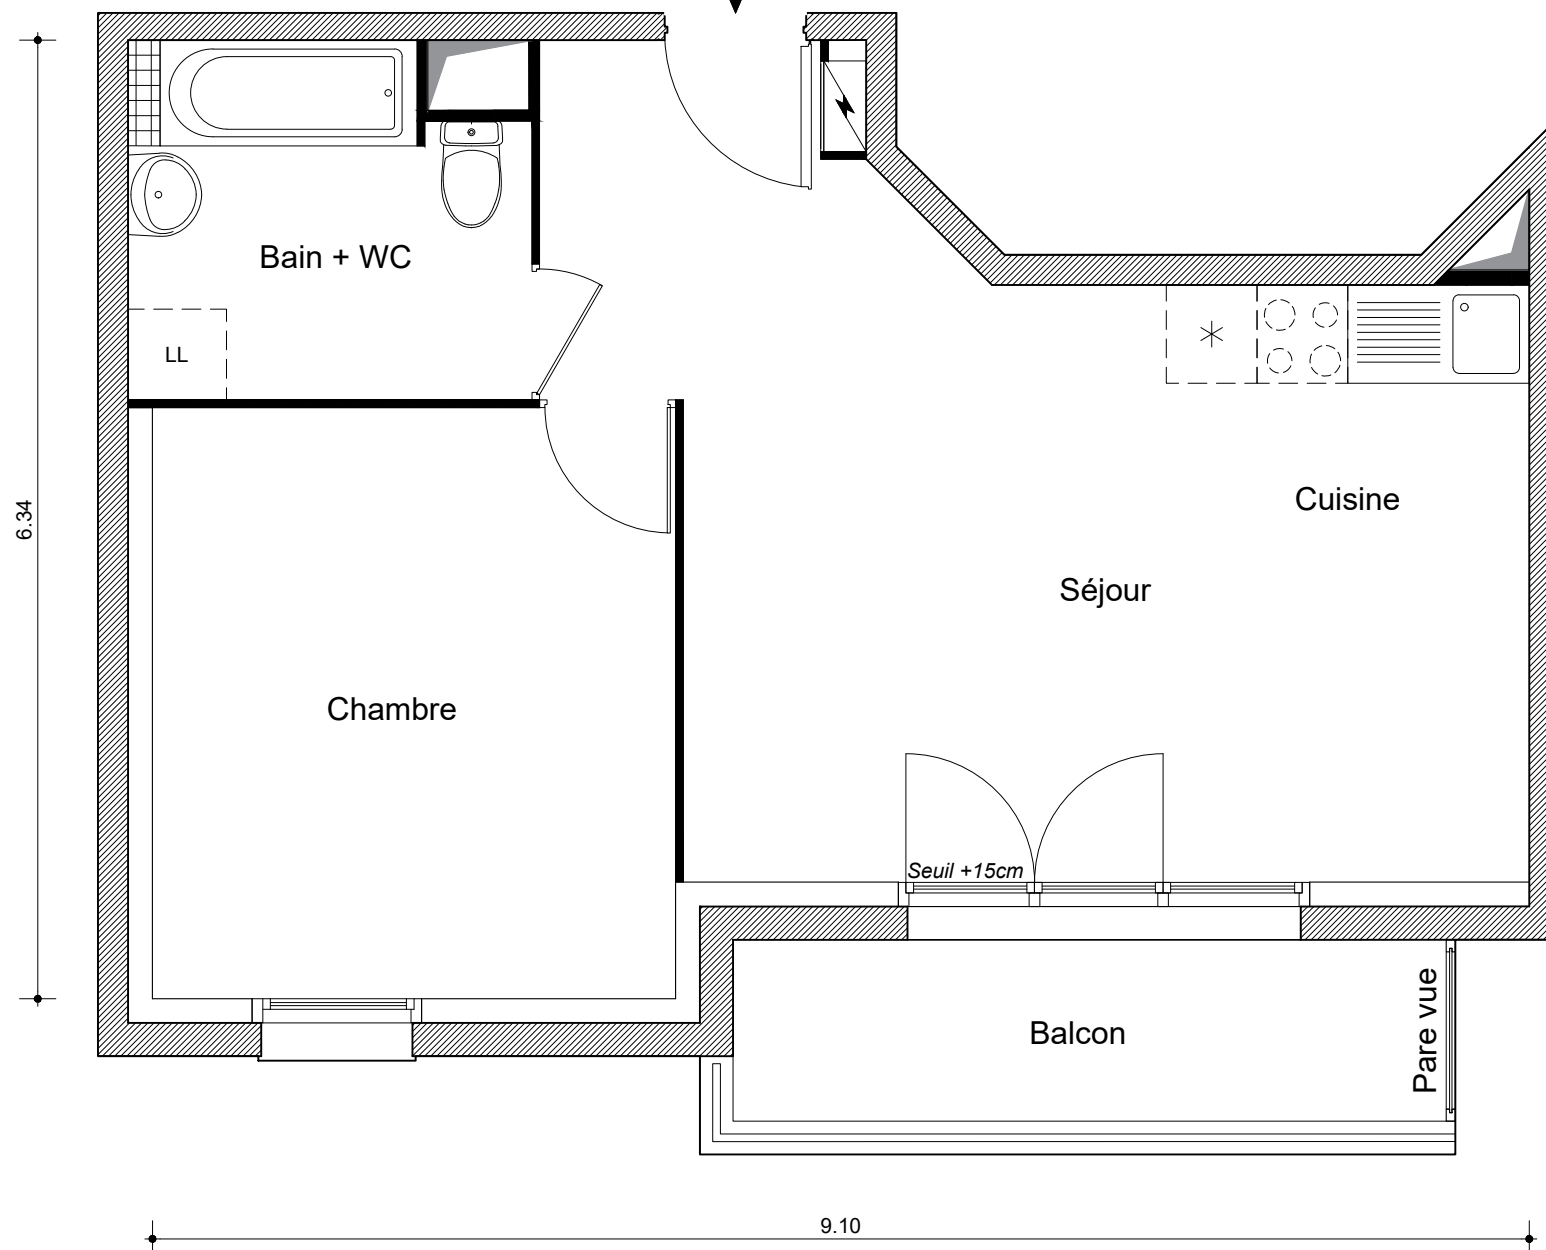 Bain + WC
LL
6.34
Cuisine
Séjour
Chambre
Seuil +15cm
Balcon
Pare vue
9.10